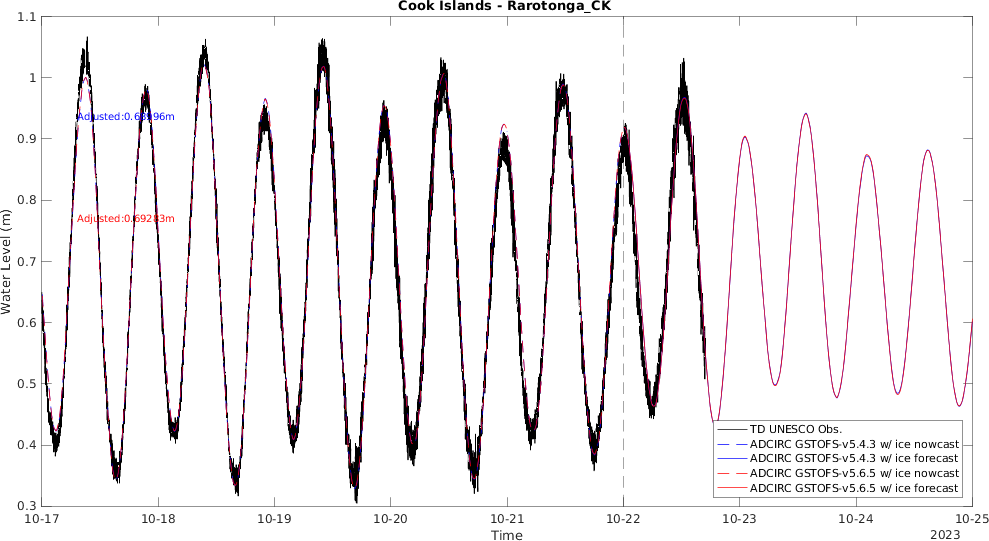 Cook Islands - Rarotonga_CK
Water Level (m)
1.1
1
0.9
0.8
0.7
0.6
0.5
0.4
0.3
Adjusted:0.68996m
Adjusted:0.69283m
TD UNESCO Obs.
ADCIRC GSTOFS-v5.4.3 w/ ice nowcast
ADCIRC GSTOFS-v5.4.3 w/ ice forecast
ADCIRC GSTOFS-v5.6.5 w/ ice nowcast
ADCIRC GSTOFS-v5.6.5 w/ ice forecast
10-17 10-18 10-19 10-20 10-21 10-22 10-23 10-24 10-25
Time
2023